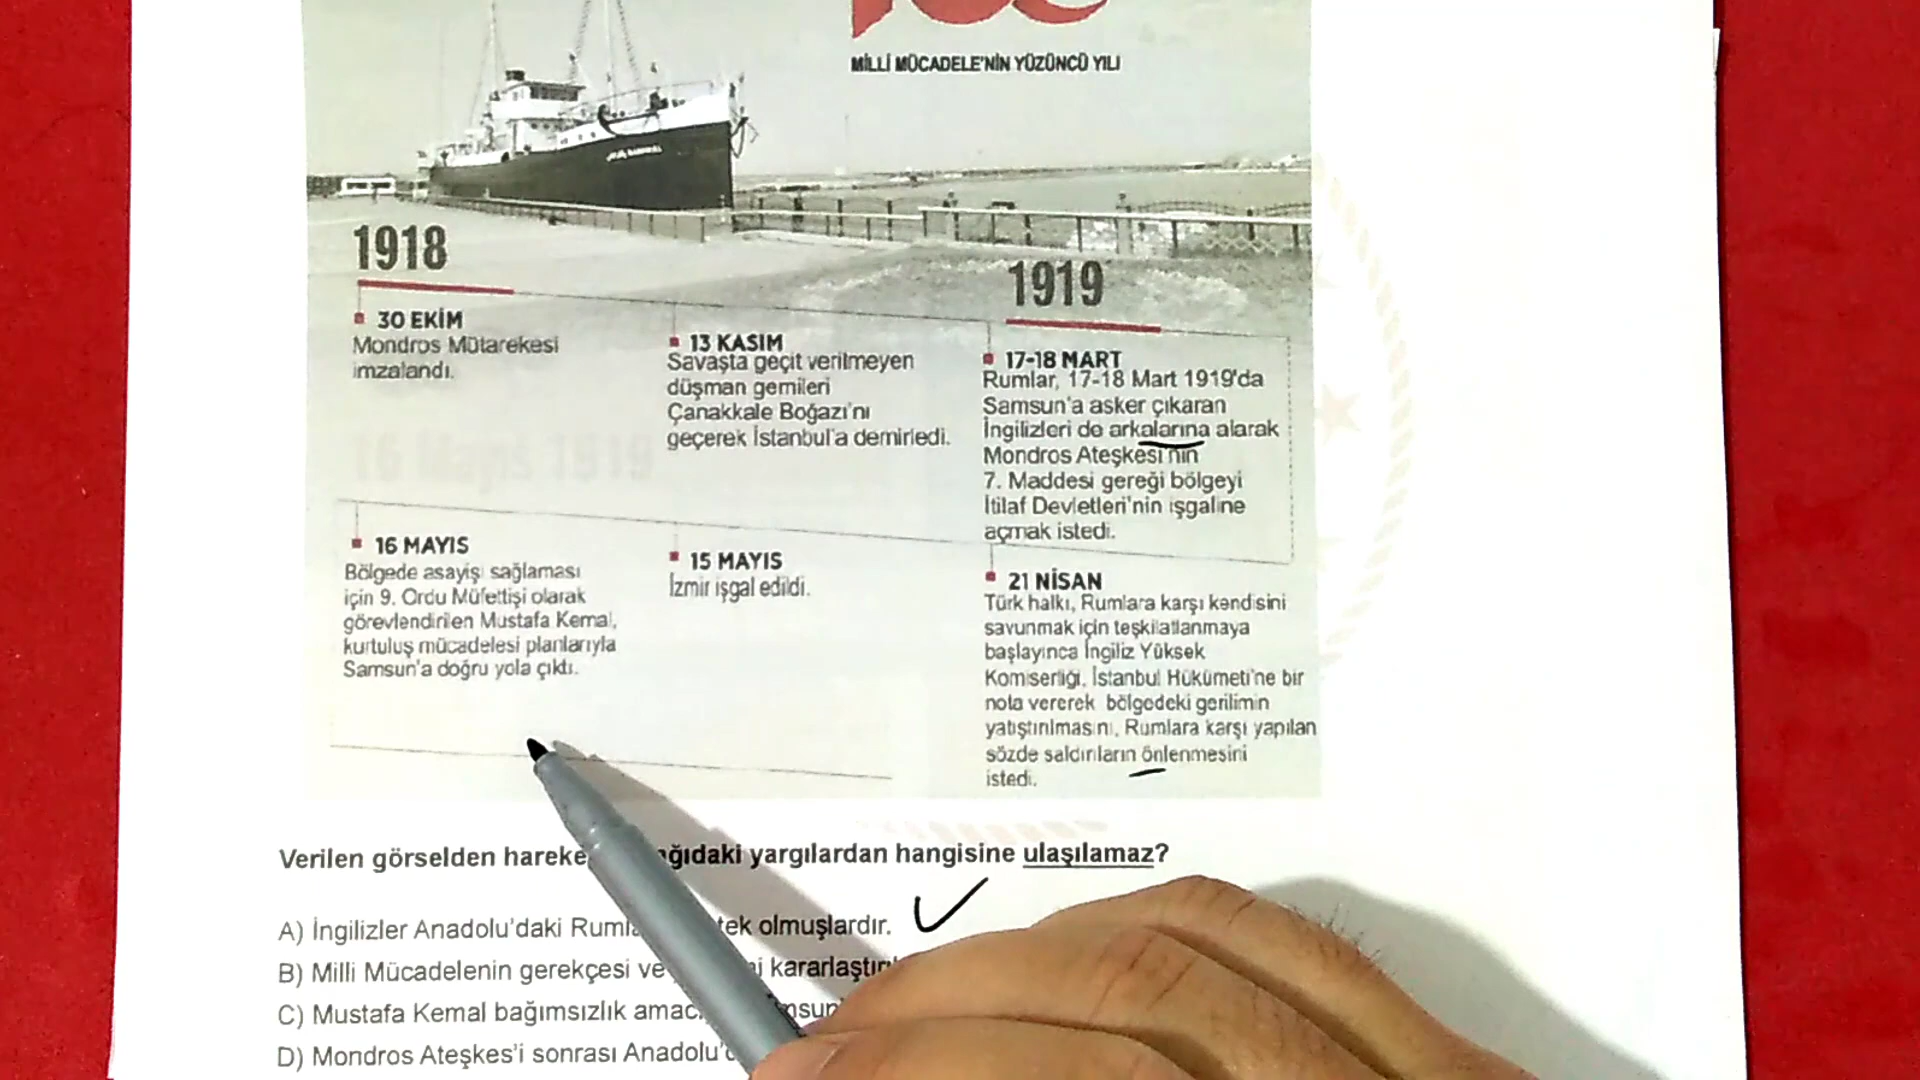 MİLLİ MÜCADELE'NİN YÜZÜNCÜ YILI
1918
30 EKİM
Mondros Mütarekesi
imzalandı.
13 KASIM
Savaşta geçit verilmeyen
düşman gemileri
Çanakkale Boğazı'nı
geçerek İstanbul'a demirledi.
1919
17-18 MART
Rumlar, 17-18 Mart 1919'da
Samsun'a asker çıkaran
İngilizleri de arkalarına alarak
Mondros Ateşkesi'nin
7. Maddesi gereği bölgeyi
İtilaf Devletleri'nin işgaline
açmak istedi.
16 MAYIS
Bölgede asayişi sağlaması
için 9. Ordu Müfettişi olarak
görevlendirilen Mustafa Kemal,
kurtuluş mücadelesi planlarıyla
Samsun'a doğru yola çıktı.
15 MAYIS
İzmir işgal edildi.
21 NİSAN
Türk halkı, Rumlara karşı kendisini
savunmak için teşkilatlanmaya
başlayınca İngiliz Yüksek
Komiserliği, İstanbul Hükümeti'ne bir
nota vererek bölgedeki gerilimin
yatıştırılmasını, Rumlara karşı yapılan
sözde saldırıların önlenmesini
istedi.
16 Mayıs 1919
Verilen görselden hareke ğıdaki yargılardan hangisine ulaşılamaz?
A) İngilizler Anadolu'daki Ruml tek olmuşlardır.
B) Milli Mücadelenin gerekçesi ve i kararlaştır
C) Mustafa Kemal bağımsızlık amac msun'
D) Mondros Ateşkes'i sonrası Anadolu'